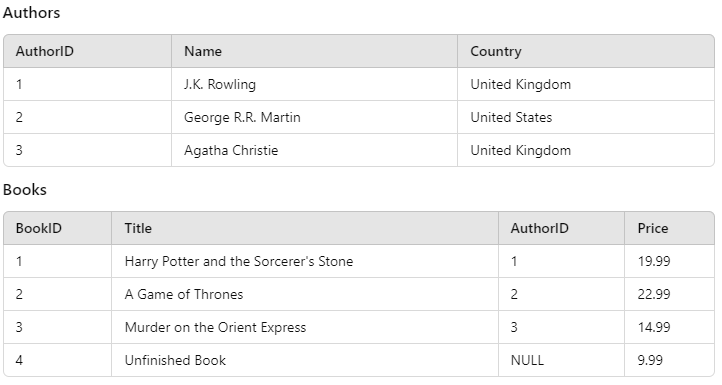 Authors
AuthorID Name Country
1 J.K. Rowling United Kingdom
2 George R.R. Martin United States
3 Agatha Christie United Kingdom
Books
BookID Title AuthorID Price
1 Harry Potter and the Sorcerer's Stone 1 19.99
2 A Game of Thrones 2 22.99
3 Murder on the Orient Express 3 14.99
4 Unfinished Book NULL 9.99